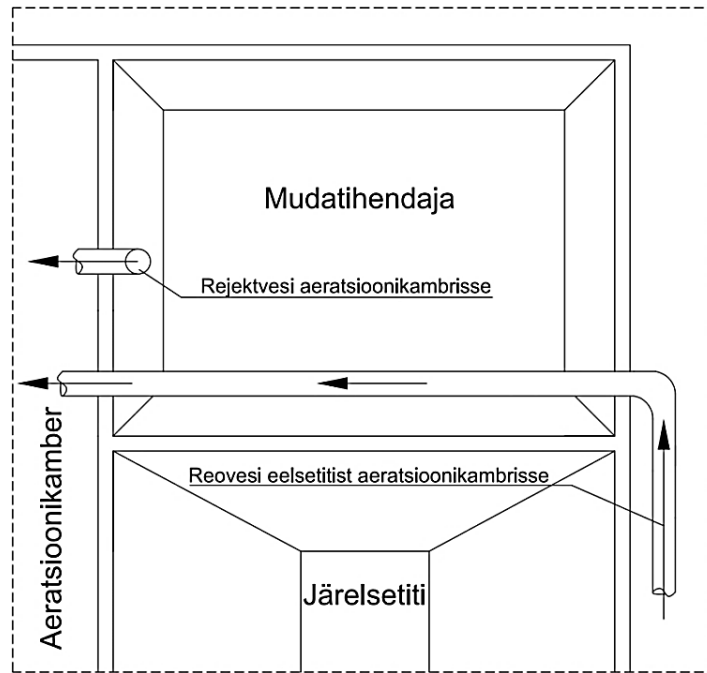 Mudatihendaja
Rejektvesi aeratsioonikambrisse
Reovesi eelsetitist aeratsioonikambrisse
Järelsetiti
Aeratsioonikamber